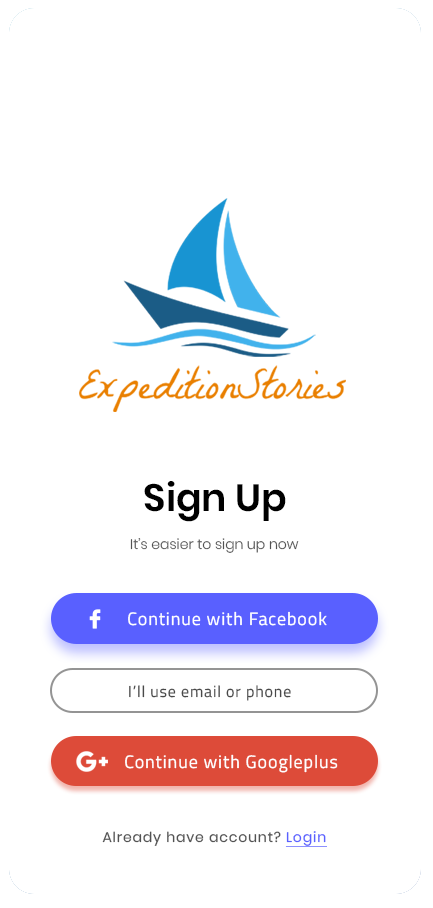 ExpeditionStories
Sign Up
It's easier to sign up now
f Continue with Facebook
I'll use email or phone
G+ Continue with Googleplus
Already have account? Login